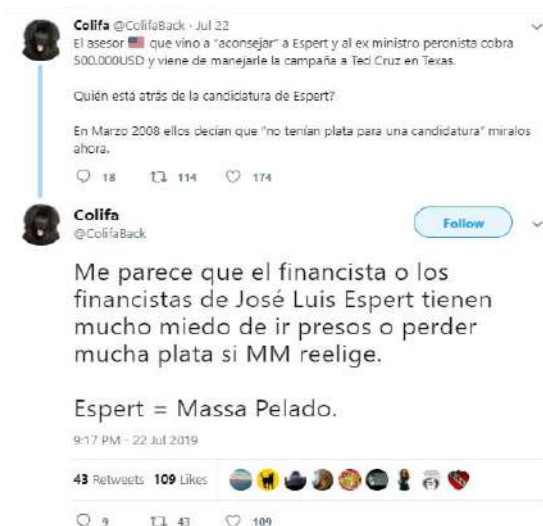 Colifa @ColifaBack · Jul 22
El asesor 🇺🇸 que vino a "aconsejar" a Espert y al ex ministro peronista cobra
500.000USD y viene de manejarle la campaña a Ted Cruz en Texas.
Quién está atrás de la candidatura de Espert?
En Marzo 2008 ellos decían que "no tenían plata para una candidatura" miralos
ahora.
18 114 174
Colifa
@ColifaBack
Follow
Me parece que el financista o los
financistas de José Luis Espert tienen
mucho miedo de ir presos o perder
mucha plata si MM reelige.
Espert = Massa Pelado.
9:17 PM - 22 Jul 2019
43 Retweets 109 Likes
9 43 109